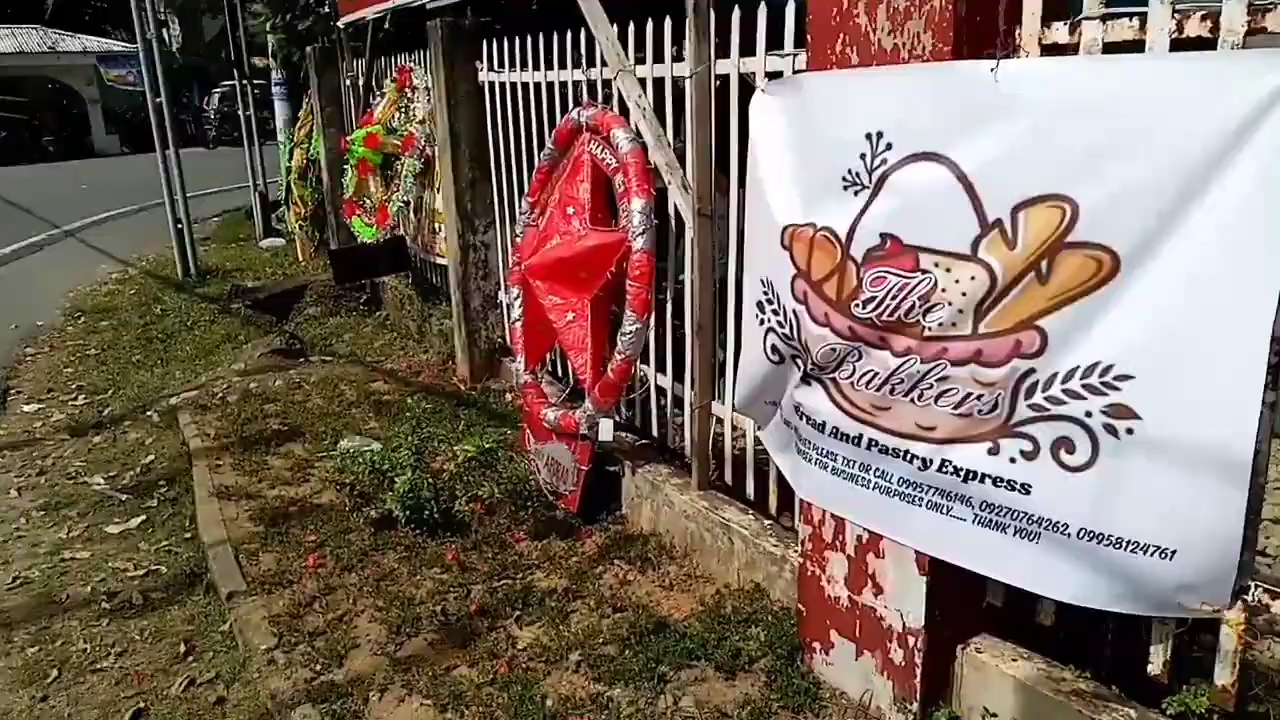 HAPPY NE
The
Bakkers
Bread And Pastry Express
PLEASE TXT OR CALL 09957746146, 09270764262, 09958124761
FOR BUSINESS PURPOSES ONLY..... THANK YOU!